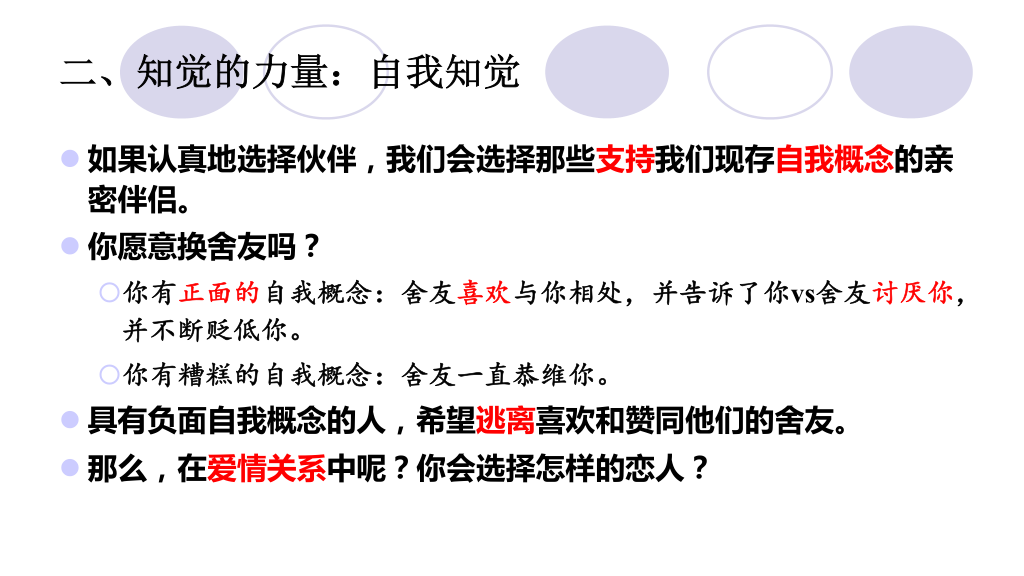 二、知觉的力量：自我知觉
如果认真地选择伙伴，我们会选择那些支持我们现存自我概念的亲
密伴侣。
你愿意换舍友吗？
你有正面的自我概念：舍友喜欢与你相处，并告诉了你vs舍友讨厌你，
并不断贬低你。
你有糟糕的自我概念：舍友一直恭维你。
具有负面自我概念的人，希望逃离喜欢和赞同他们的舍友。
那么，在爱情关系中呢？你会选择怎样的恋人？